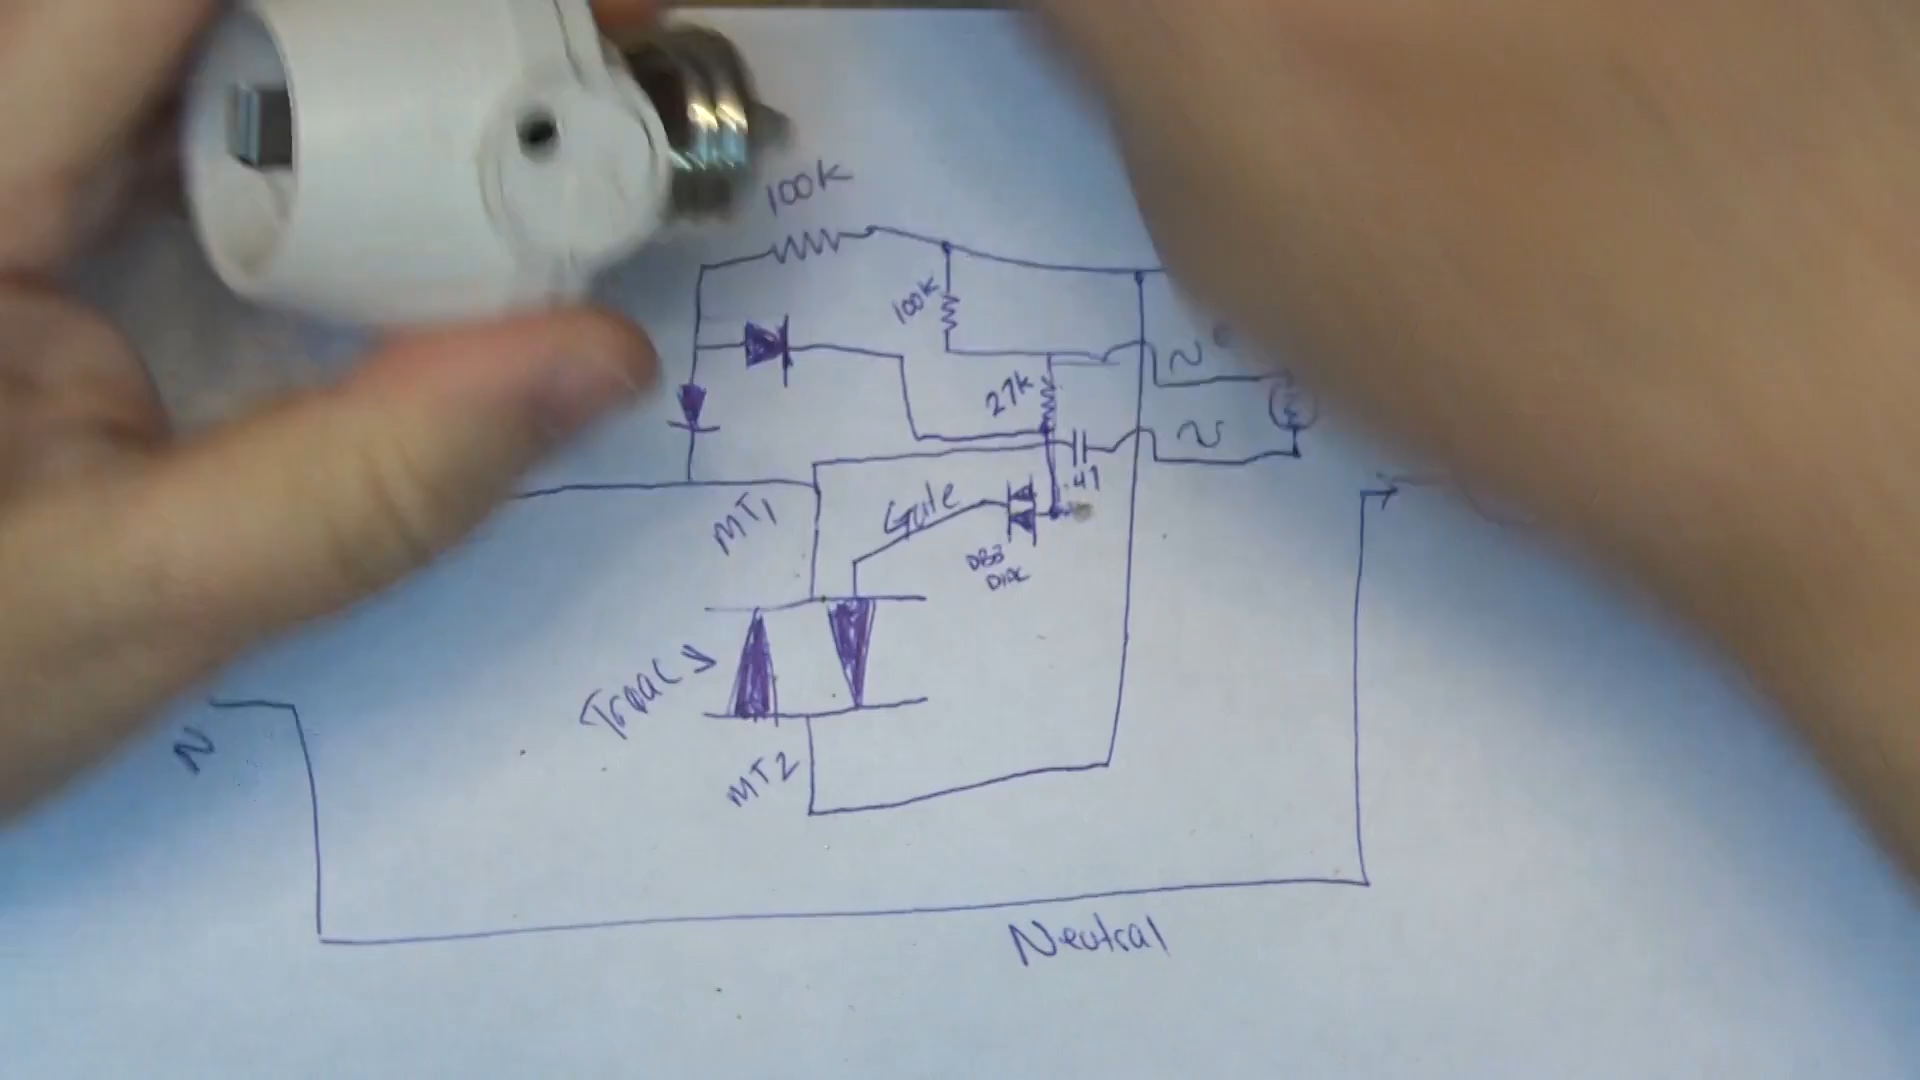 100K
100K
27K
.47
MT1
Gate
DB3
DIAC
Triac
MT2
N
Neutral